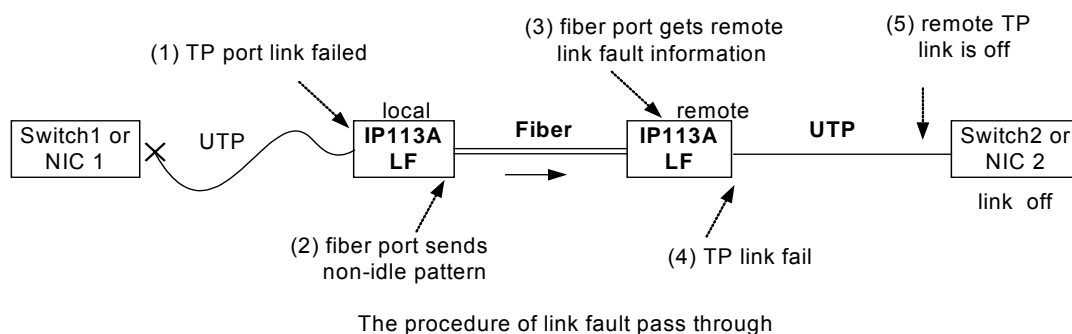 (1) TP port link failed
(3) fiber port gets remote
link fault information
(5) remote TP
link is off
Switch1 or
NIC 1
UTP
local
IP113A
LF
Fiber
remote
IP113A
LF
UTP
Switch2 or
NIC 2
link off
(2) fiber port sends
non-idle pattern
(4) TP link fail
The procedure of link fault pass through